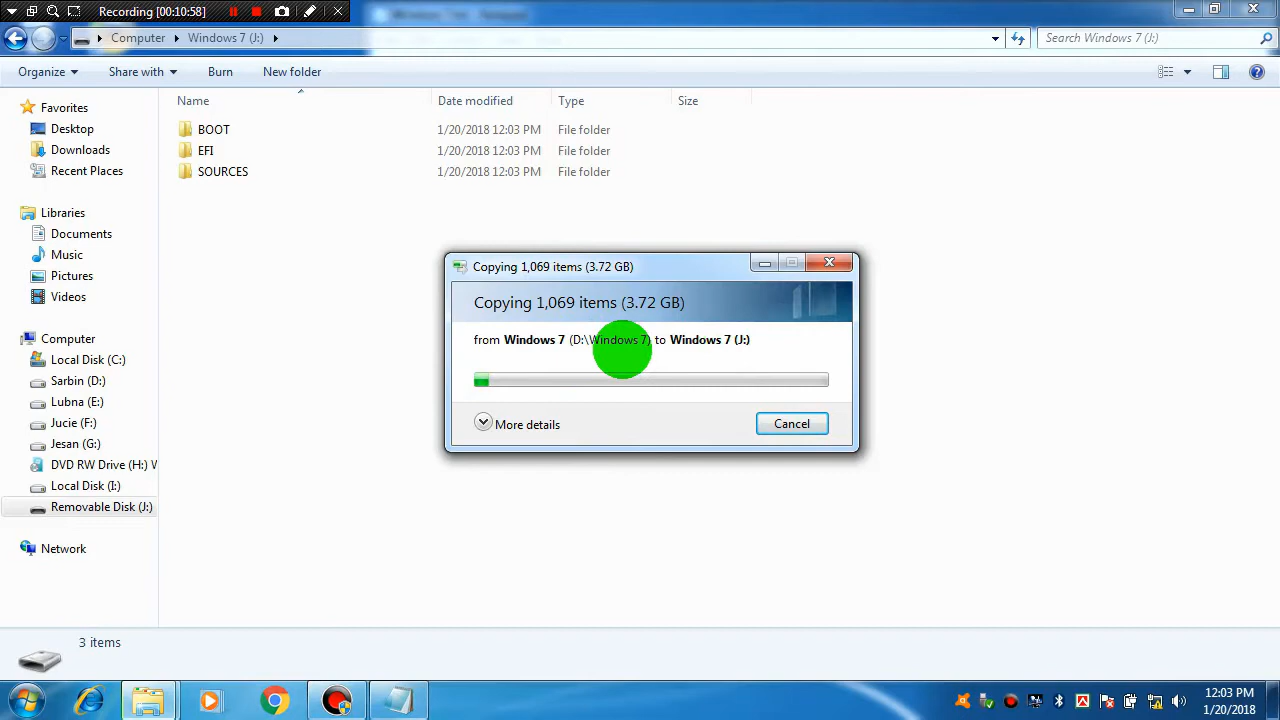 Recording [00:10:58]
Computer Windows 7 (J:) Search Windows 7 (J:)
Organize Share with Burn New folder
Name Date modified Type Size
Favorites
Desktop
Downloads
Recent Places
Libraries
Documents
Music
Pictures
Videos
Computer
Local Disk (C:)
Sarbin (D:)
Lubna (E:)
Jucie (F:)
Jesan (G:)
DVD RW Drive (H:) W
Local Disk (I:)
Removable Disk (J:)
Network
BOOT 1/20/2018 12:03 PM File folder
EFI 1/20/2018 12:03 PM File folder
SOURCES 1/20/2018 12:03 PM File folder
Copying 1,069 items (3.72 GB)
Copying 1,069 items (3.72 GB)
from Windows 7 (D:\Windows 7) to Windows 7 (J:)
More details Cancel
3 items
12:03 PM
1/20/2018